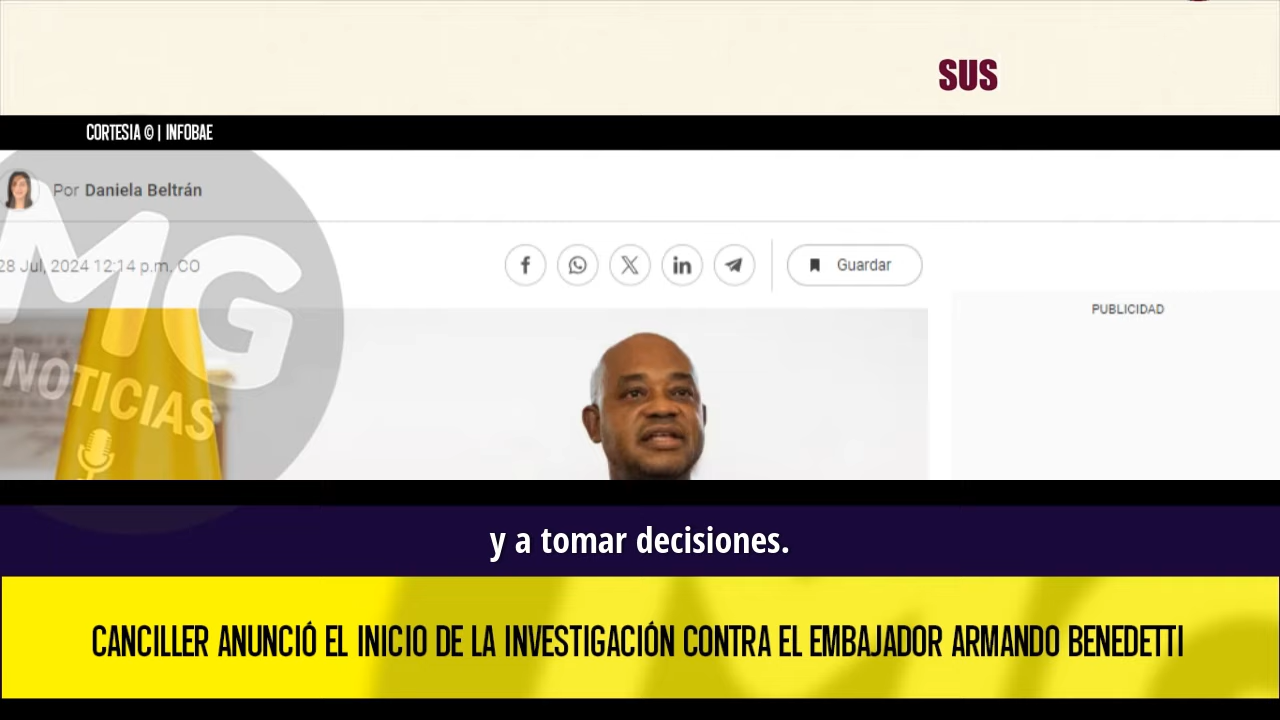 SUS
CORTESIA © | INFOBAE
Por Daniela Beltrán
28 Jul, 2024 12:14 p.m. CO
Guardar
PUBLICIDAD
MG
NOTICIAS
y a tomar decisiones.
CANCILLER ANUNCIÓ EL INICIO DE LA INVESTIGACIÓN CONTRA EL EMBAJADOR ARMANDO BENEDETTI